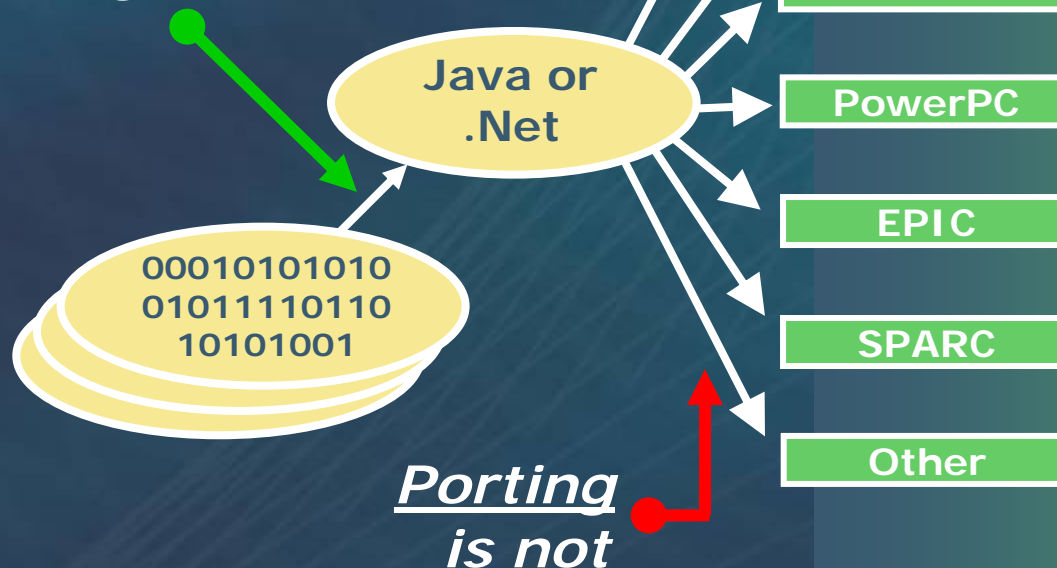 Java or
.Net
PowerPC
EPIC
00010101010
01011110110
10101001
SPARC
Other
Porting
is not